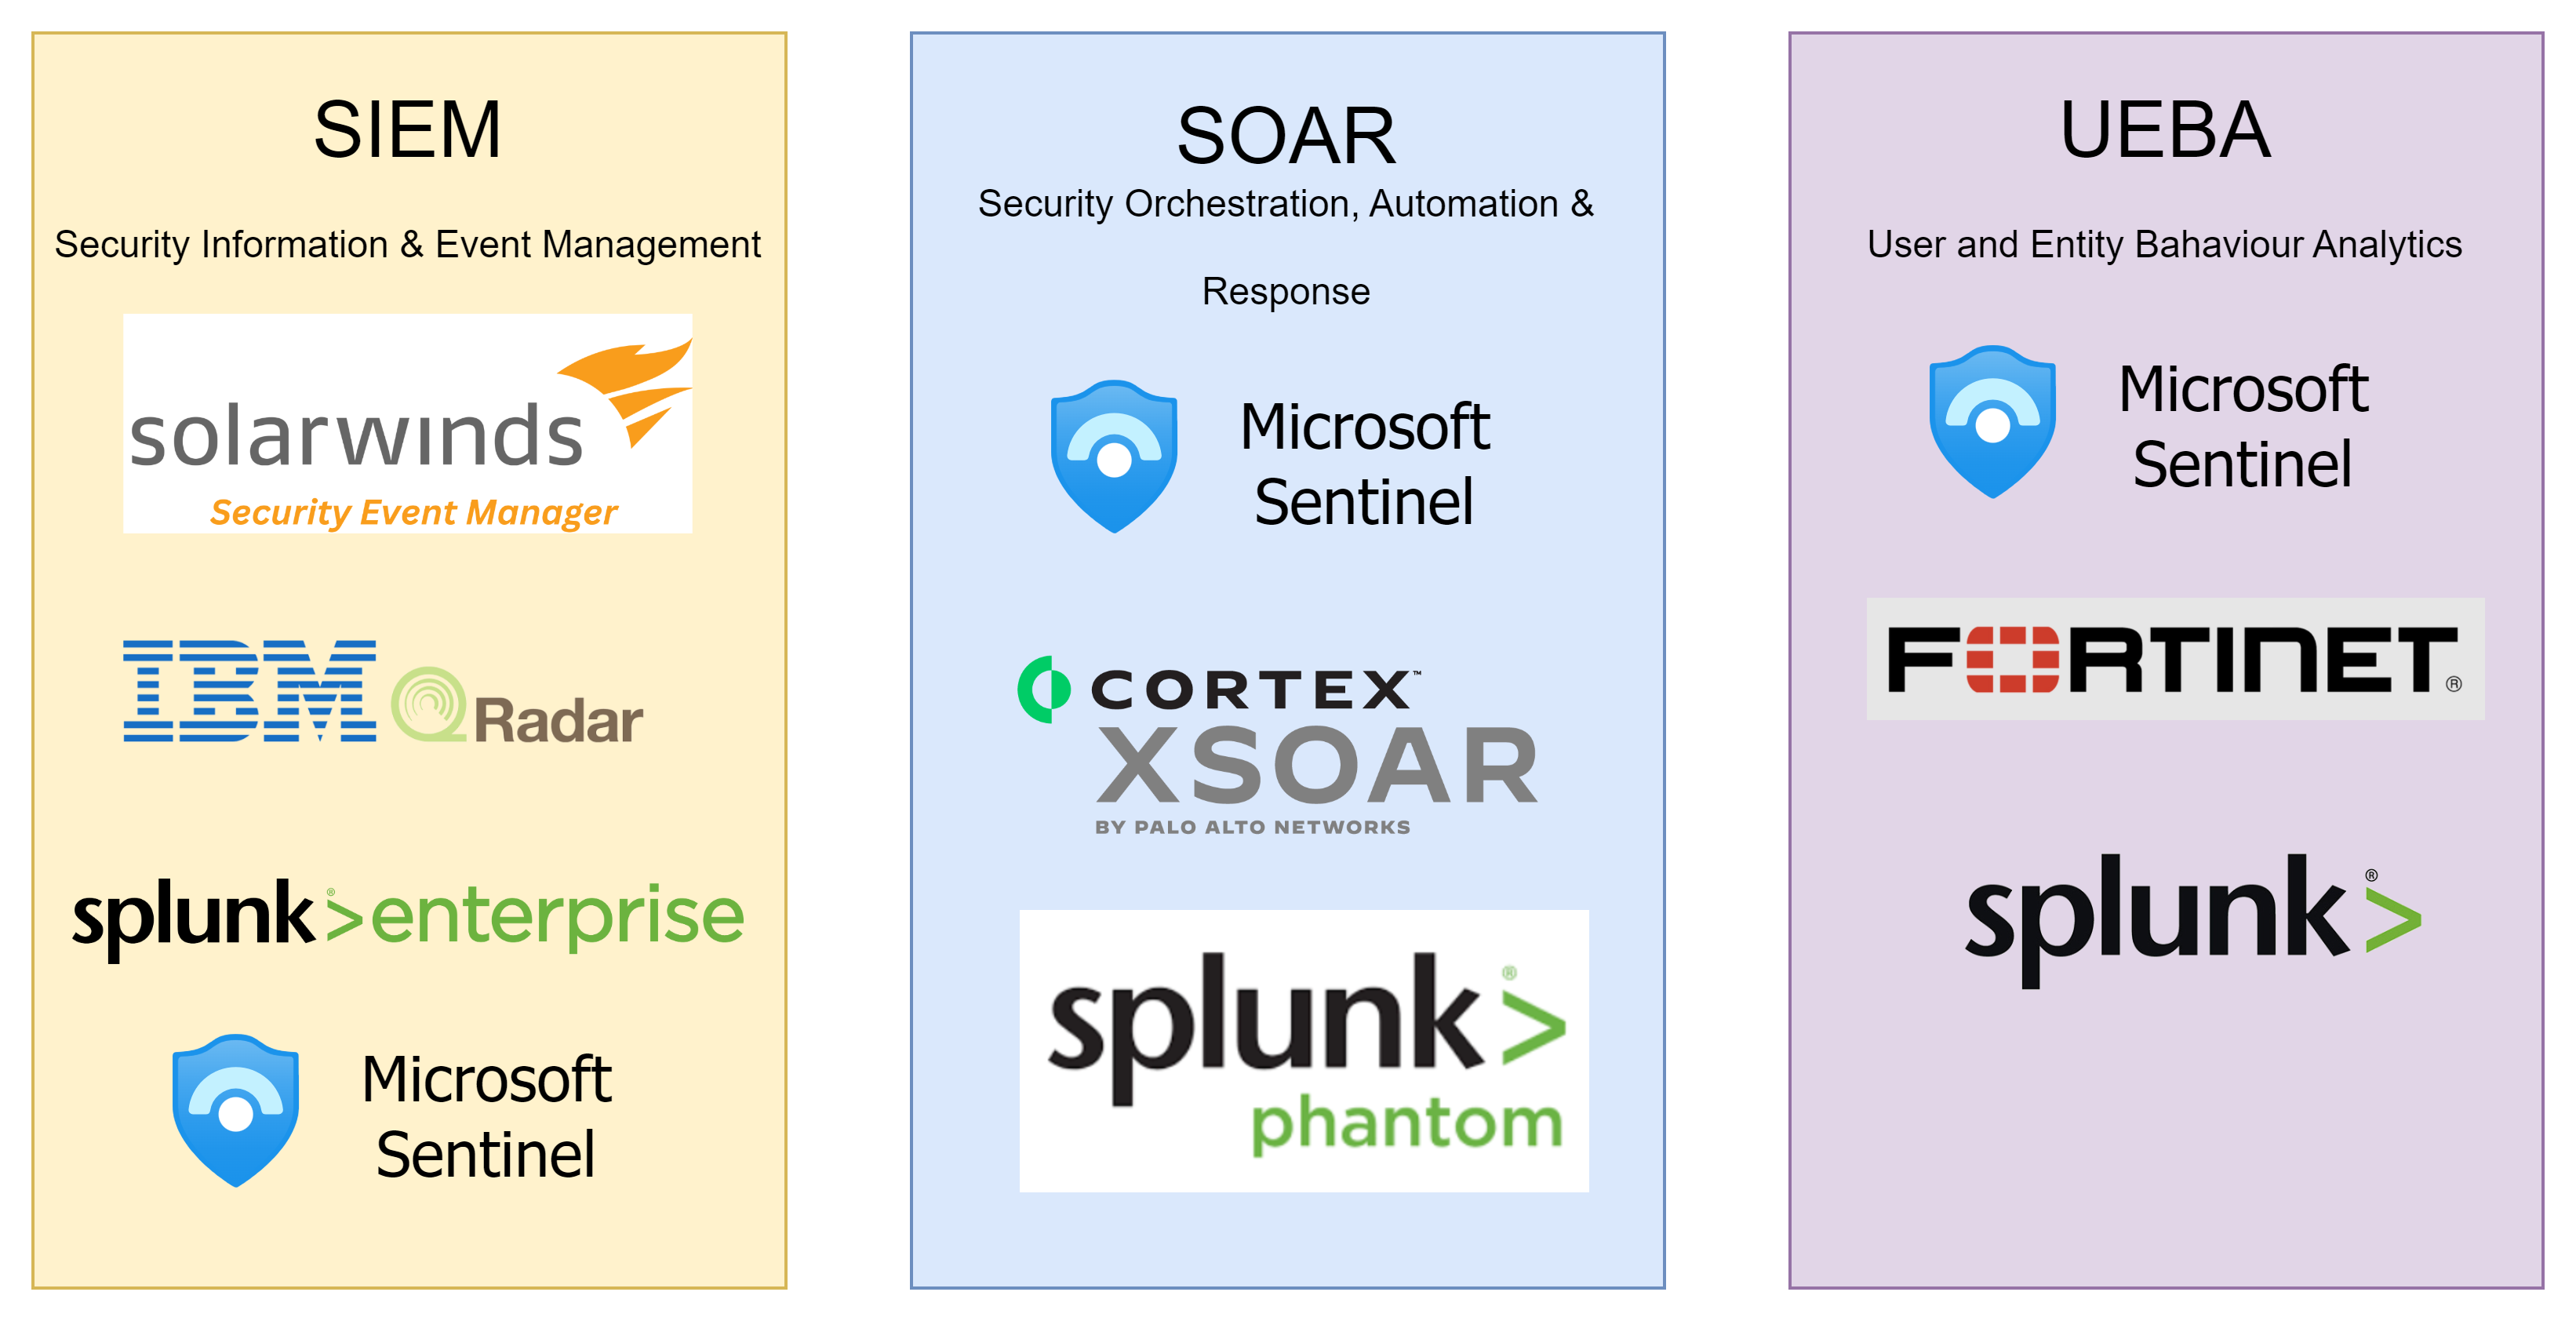 SIEM
Security Information & Event Management
solarwinds
Security Event Manager
IBM QRadar
splunk>® enterprise
Microsoft
Sentinel
SOAR
Security Orchestration, Automation &
Response
Microsoft
Sentinel
CORTEX™
XSOAR
BY PALO ALTO NETWORKS
splunk>®
phantom
UEBA
User and Entity Bahaviour Analytics
Microsoft
Sentinel
FORTINET®
splunk>®